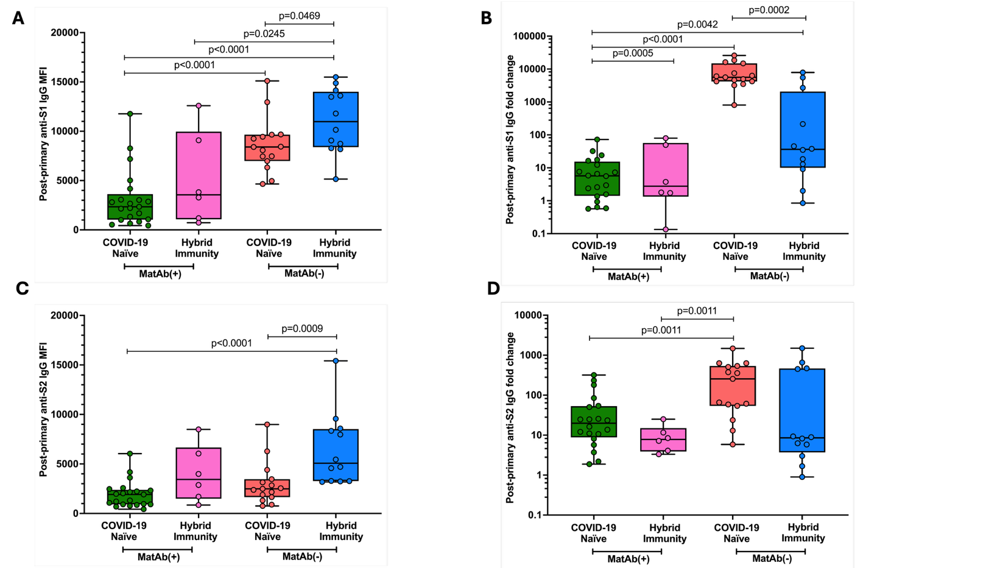 A
p=0.0469
p=0.0245
p<0.0001
p<0.0001
Post-primary anti-S1 IgG MFI
20000
15000
10000
5000
0
COVID-19 Naïve
Hybrid Immunity
COVID-19 Naïve
Hybrid Immunity
MatAb(+)
MatAb(-)
B
p=0.0002
p=0.0042
p<0.0001
p=0.0005
Post-primary anti-S1 IgG fold change
100000
10000
1000
100
10
1
0.1
COVID-19 Naïve
Hybrid Immunity
COVID-19 Naïve
Hybrid Immunity
MatAb(+)
MatAb(-)
C
p=0.0009
p<0.0001
Post-primary anti-S2 IgG MFI
20000
15000
10000
5000
0
COVID-19 Naïve
Hybrid Immunity
COVID-19 Naïve
Hybrid Immunity
MatAb(+)
MatAb(-)
D
p=0.0011
p=0.0011
Post-primary anti-S2 IgG fold change
10000
1000
100
10
1
0.1
COVID-19 Naïve
Hybrid Immunity
COVID-19 Naïve
Hybrid Immunity
MatAb(+)
MatAb(-)